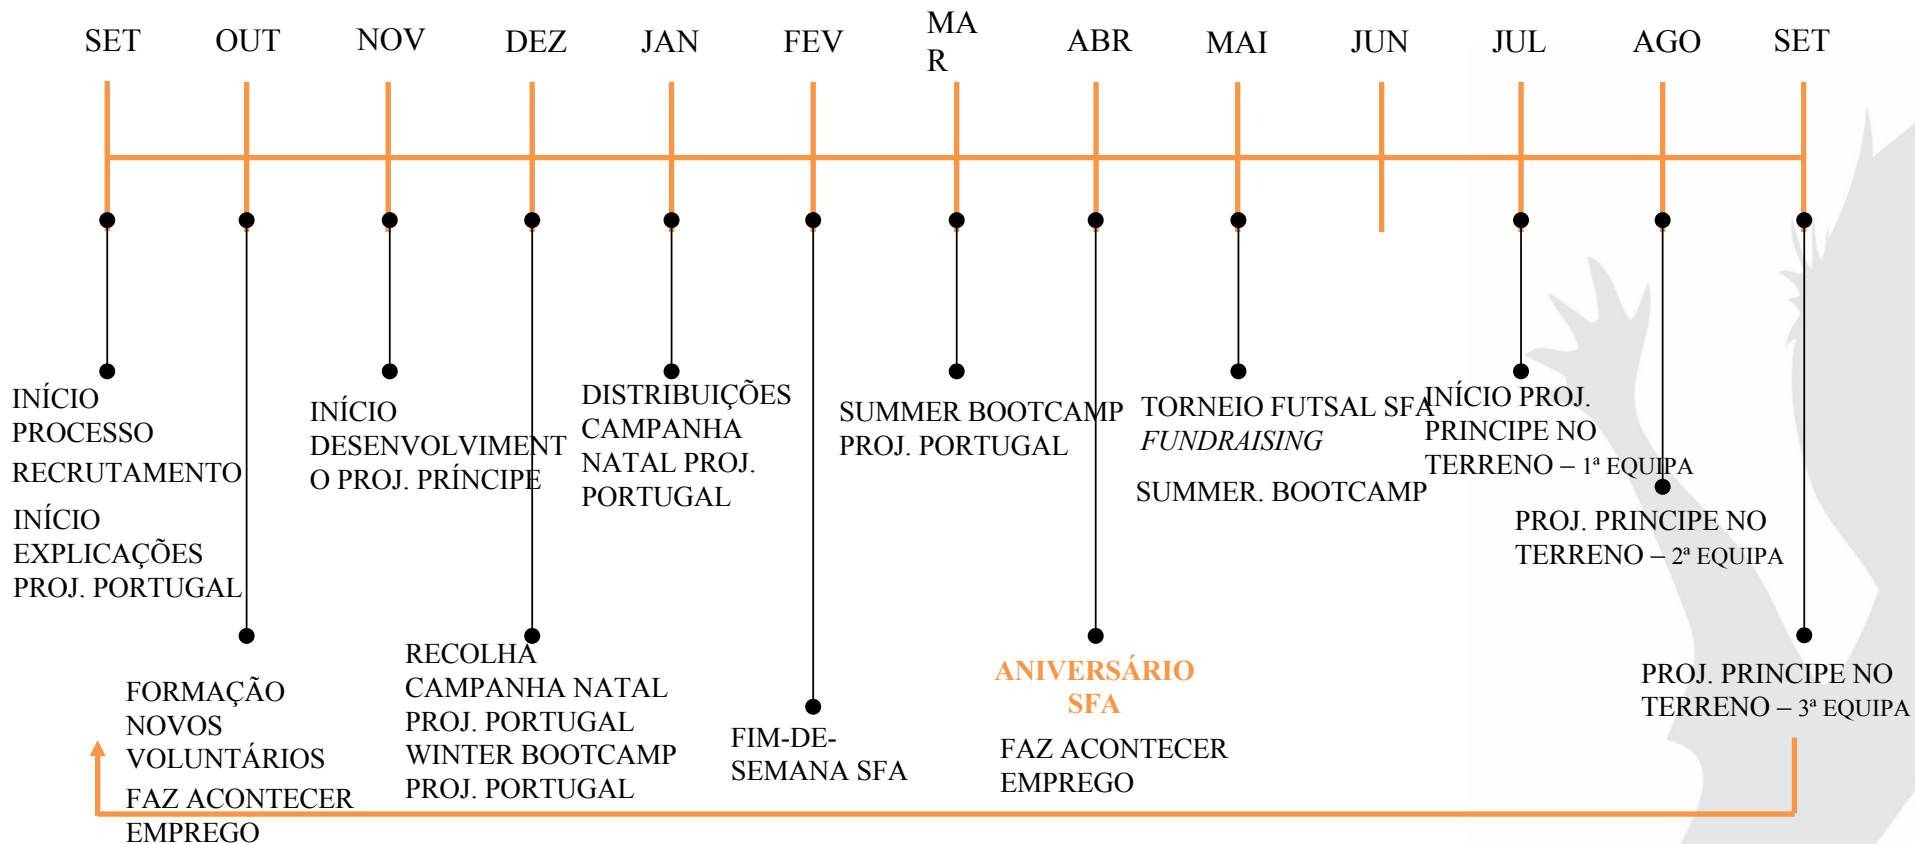 SET
OUT
NOV
DEZ
JAN
FEV
MA
R
ABR
MAI
JUN
JUL
AGO
SET
INÍCIO
PROCESSO
RECRUTAMENTO
INÍCIO
EXPLICAÇÕES
PROJ. PORTUGAL
FORMAÇÃO
NOVOS
VOLUNTÁRIOS
FAZ ACONTECER
EMPREGO
INÍCIO
DESENVOLVIMENT
O PROJ. PRÍNCIPE
RECOLHA
CAMPANHA NATAL
PROJ. PORTUGAL
WINTER BOOTCAMP
PROJ. PORTUGAL
DISTRIBUIÇÕES
CAMPANHA
NATAL PROJ.
PORTUGAL
FIM-DE-
SEMANA SFA
SUMMER BOOTCAMP
PROJ. PORTUGAL
ANIVERSÁRIO
SFA
FAZ ACONTECER
EMPREGO
TORNEIO FUTSAL SFA
FUNDRAISING
SUMMER. BOOTCAMP
INÍCIO PROJ.
PRINCIPE NO
TERRENO – 1ª EQUIPA
PROJ. PRINCIPE NO
TERRENO – 2ª EQUIPA
PROJ. PRINCIPE NO
TERRENO – 3ª EQUIPA